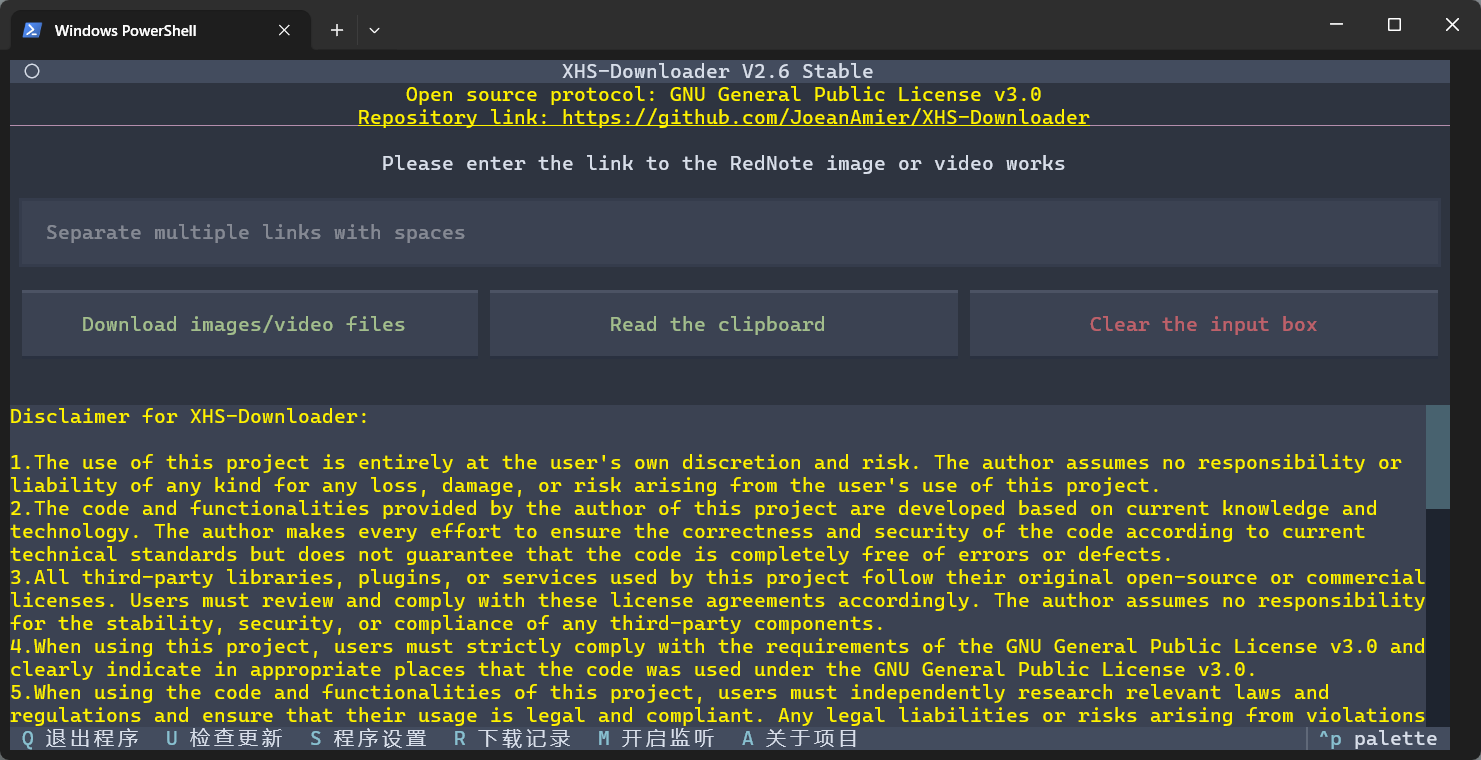 Windows PowerShell
XHS-Downloader V2.6 Stable
Open source protocol: GNU General Public License v3.0
Repository link: https://github.com/JoeanAmier/XHS-Downloader
Please enter the link to the RedNote image or video works
Separate multiple links with spaces
Download images/video files
Read the clipboard
Clear the input box
Disclaimer for XHS-Downloader:
1.The use of this project is entirely at the user's own discretion and risk. The author assumes no responsibility or
liability of any kind for any loss, damage, or risk arising from the user's use of this project.
2.The code and functionalities provided by the author of this project are developed based on current knowledge and
technology. The author makes every effort to ensure the correctness and security of the code according to current
technical standards but does not guarantee that the code is completely free of errors or defects.
3.All third-party libraries, plugins, or services used by this project follow their original open-source or commercial
licenses. Users must review and comply with these license agreements accordingly. The author assumes no responsibility
for the stability, security, or compliance of any third-party components.
4.When using this project, users must strictly comply with the requirements of the GNU General Public License v3.0 and
clearly indicate in appropriate places that the code was used under the GNU General Public License v3.0.
5.When using the code and functionalities of this project, users must independently research relevant laws and
regulations and ensure that their usage is legal and compliant. Any legal liabilities or risks arising from violations
Q 退出程序 U 检查更新 S 程序设置 R 下载记录 M 开启监听 A 关于项目 ^p palette